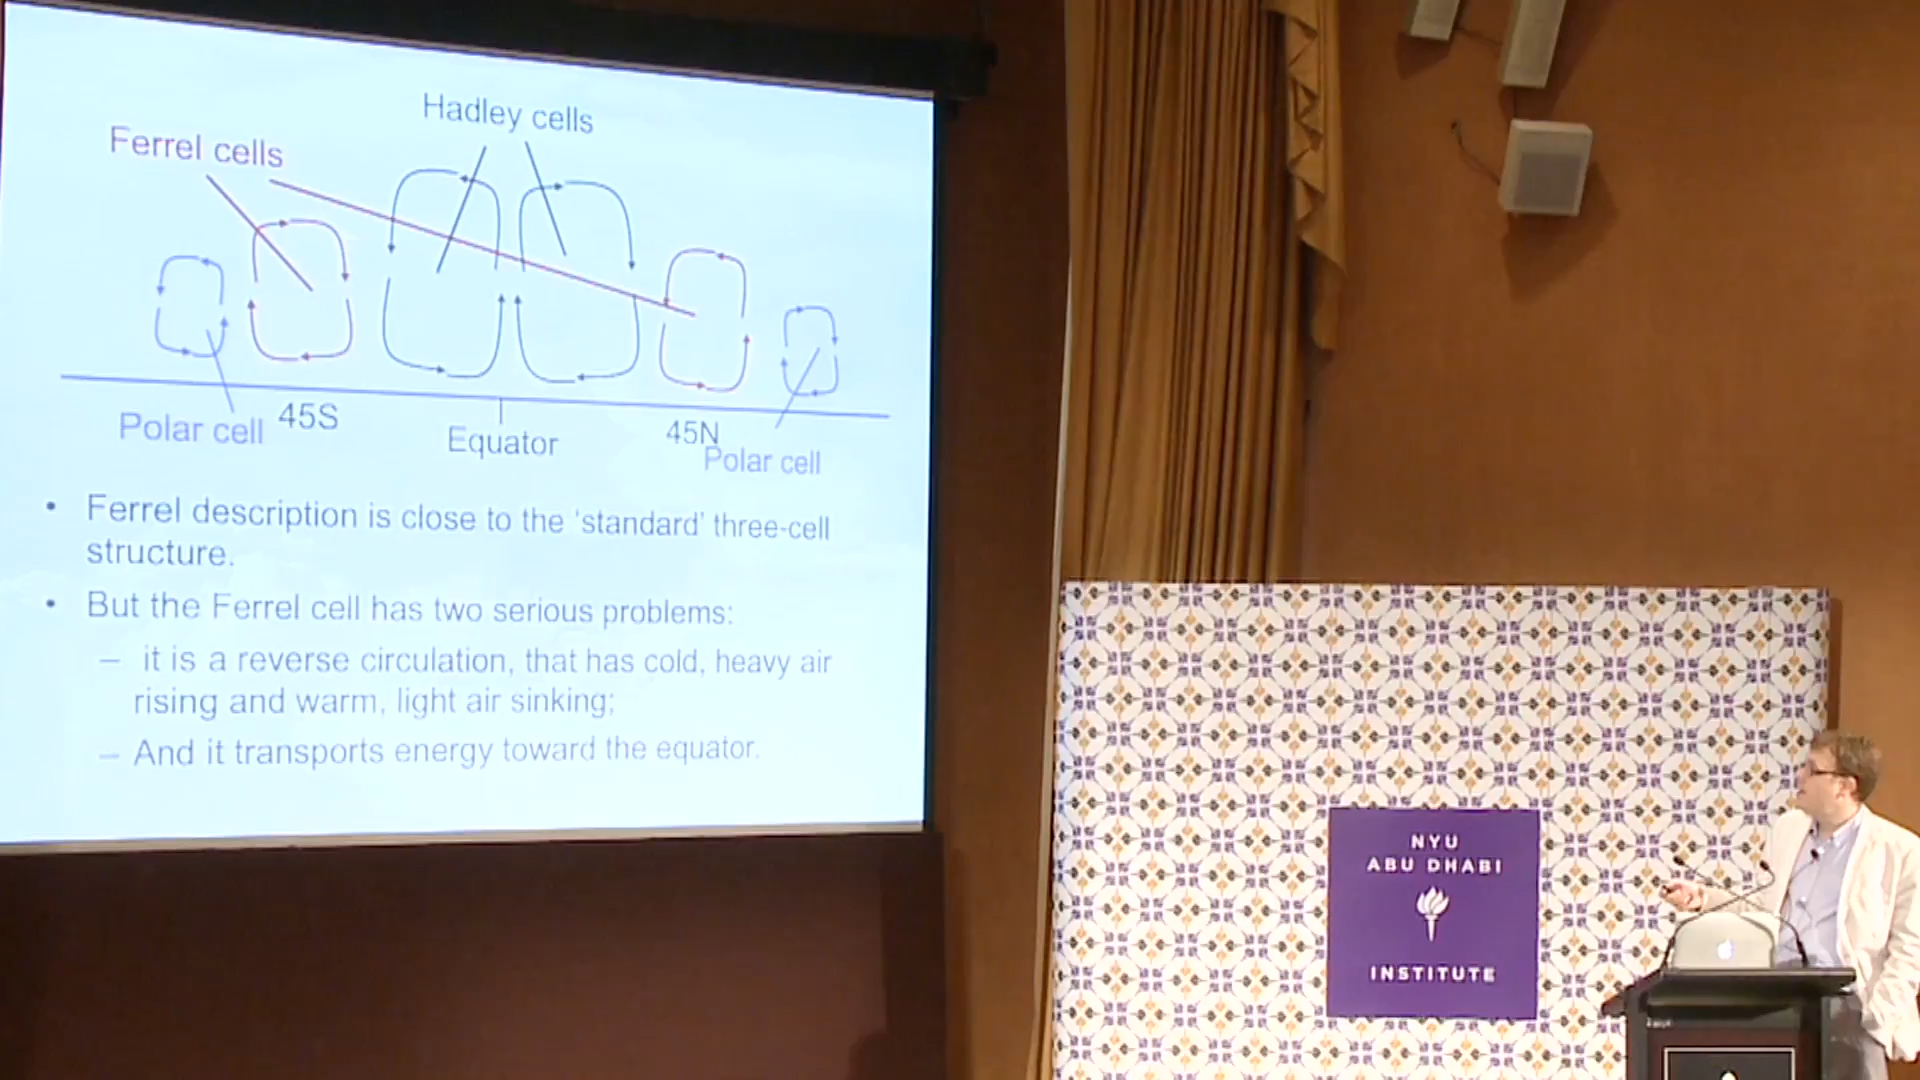 Hadley cells
Ferrel cells
45S
Polar cell
Equator
45N
Polar cell
• Ferrel description is close to the 'standard' three-cell
structure.
• But the Ferrel cell has two serious problems:
– it is a reverse circulation, that has cold, heavy air
rising and warm, light air sinking;
– And it transports energy toward the equator.
NYU
ABU DHABI
INSTITUTE